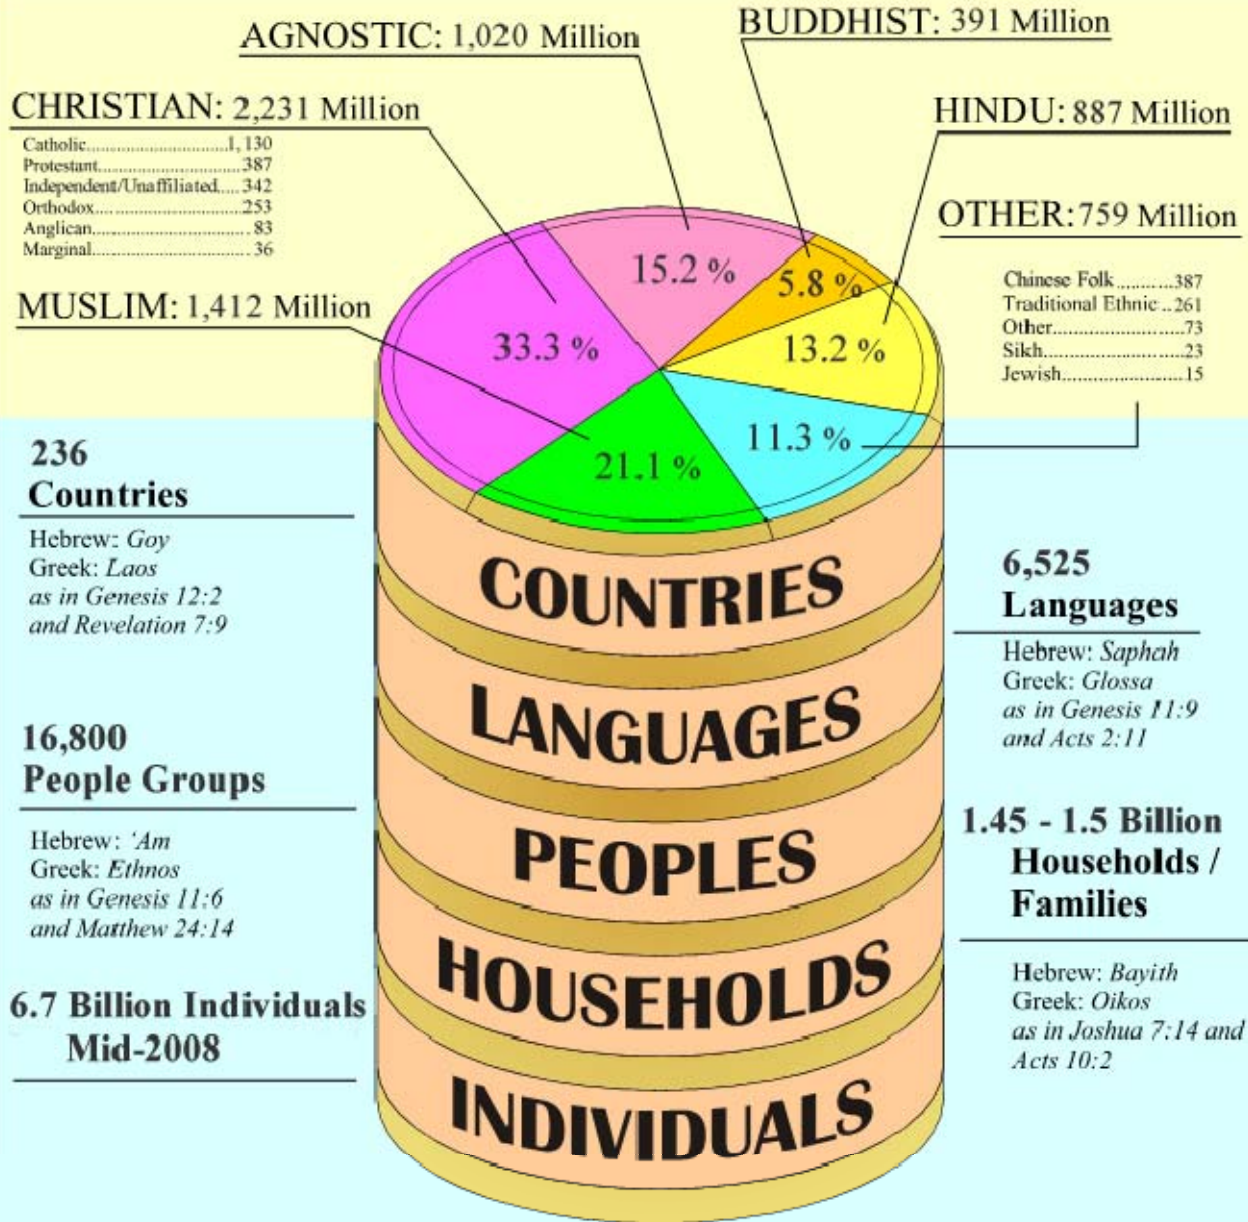 AGNOSTIC: 1,020 Million
BUDDHIST: 391 Million
CHRISTIAN: 2,231 Million
Catholic..............................1,130
Protestant..........................387
Independent/Unaffiliated.....342
Orthodox............................253
Anglican..............................83
Marginal..............................36
HINDU: 887 Million
OTHER: 759 Million
Chinese Folk..........387
Traditional Ethnic..261
Other......................73
Sikh........................23
Jewish.....................15
MUSLIM: 1,412 Million
15.2 %
5.8 %
33.3 %
13.2 %
11.3 %
21.1 %
236
Countries
Hebrew: Goy
Greek: Laos
as in Genesis 12:2
and Revelation 7:9
6,525
Languages
Hebrew: Saphah
Greek: Glossa
as in Genesis 11:9
and Acts 2:11
16,800
People Groups
Hebrew: 'Am
Greek: Ethnos
as in Genesis 11:6
and Matthew 24:14
1.45 - 1.5 Billion
Households /
Families
Hebrew: Bayith
Greek: Oikos
as in Joshua 7:14 and
Acts 10:2
6.7 Billion Individuals
Mid-2008
COUNTRIES
LANGUAGES
PEOPLES
HOUSEHOLDS
INDIVIDUALS